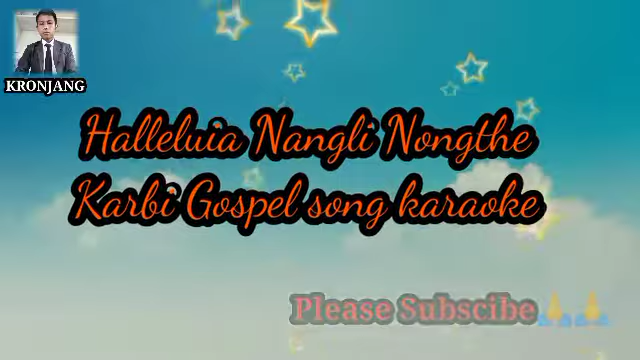 KRONJANG
Halleluia Nangli Nongthe
Karbi Gospel song karaoke
Please Subscibe🙏🙏